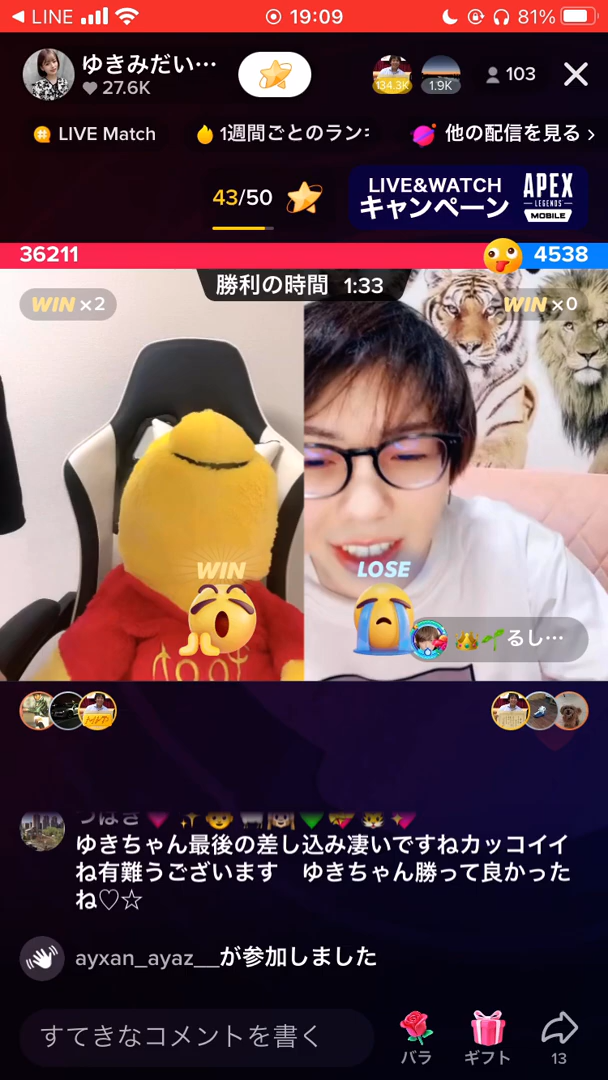 LINE
19:09
81%
ゆきみだい…
27.6K
134.3K
1.9K
103
LIVE Match
1週間ごとのラン
他の配信を見る
43/50
LIVE&WATCH
キャンペーン
APEX
LEGENDS
MOBILE
36211
4538
勝利の時間 1:33
WIN x2
WIN x0
WIN
LOSE
るし…
つばさ
ゆきちゃん最後の差し込み凄いですねカッコイイ
ね有難うございます　ゆきちゃん勝って良かった
ね♡☆
ayxan_ayaz__が参加しました
すてきなコメントを書く
バラ
ギフト
13